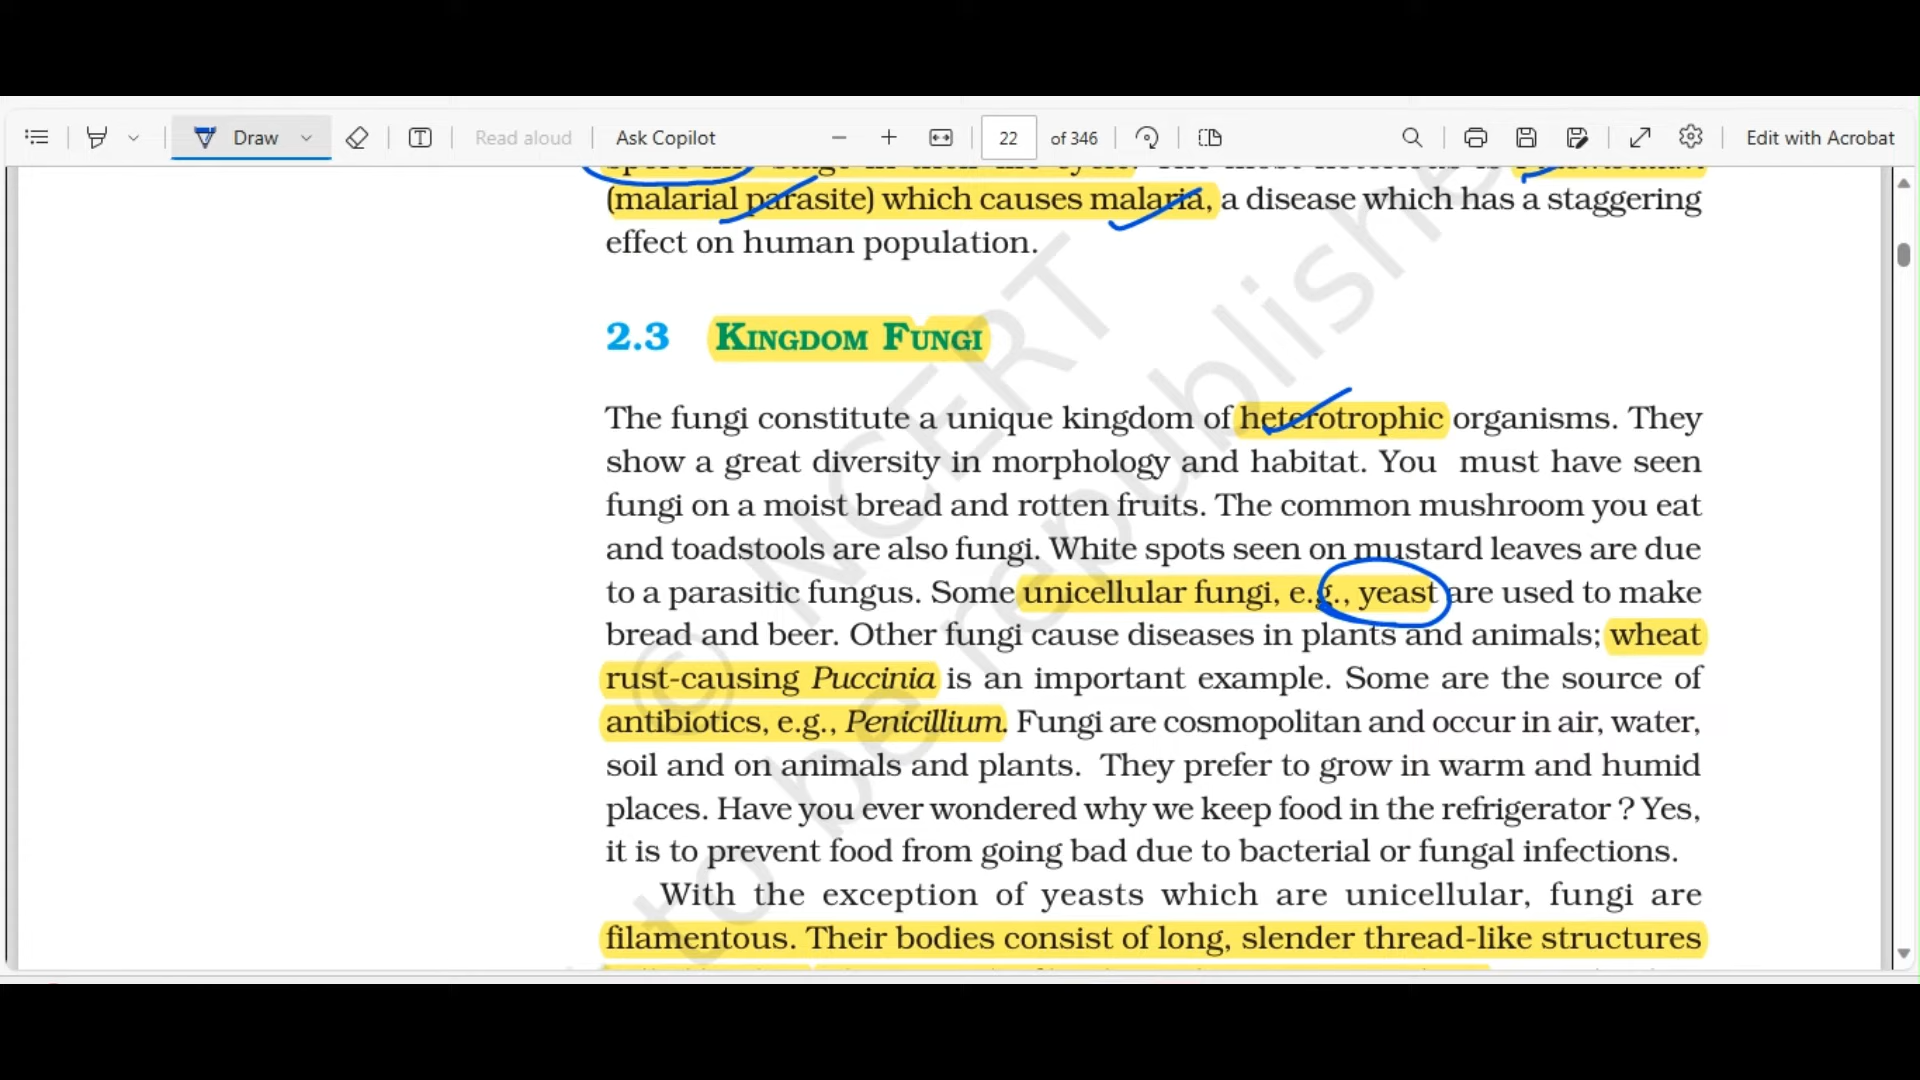 Draw
Read aloud
Ask Copilot
22
of 346
Edit with Acrobat
(malarial parasite) which causes malaria, a disease which has a staggering
effect on human population.
2.3 KINGDOM FUNGI
The fungi constitute a unique kingdom of heterotrophic organisms. They
show a great diversity in morphology and habitat. You must have seen
fungi on a moist bread and rotten fruits. The common mushroom you eat
and toadstools are also fungi. White spots seen on mustard leaves are due
to a parasitic fungus. Some unicellular fungi, e.g., yeast are used to make
bread and beer. Other fungi cause diseases in plants and animals; wheat
rust-causing Puccinia is an important example. Some are the source of
antibiotics, e.g., Penicillium. Fungi are cosmopolitan and occur in air, water,
soil and on animals and plants. They prefer to grow in warm and humid
places. Have you ever wondered why we keep food in the refrigerator ? Yes,
it is to prevent food from going bad due to bacterial or fungal infections.
With the exception of yeasts which are unicellular, fungi are
filamentous. Their bodies consist of long, slender thread-like structures
© NCERT
to be republishe